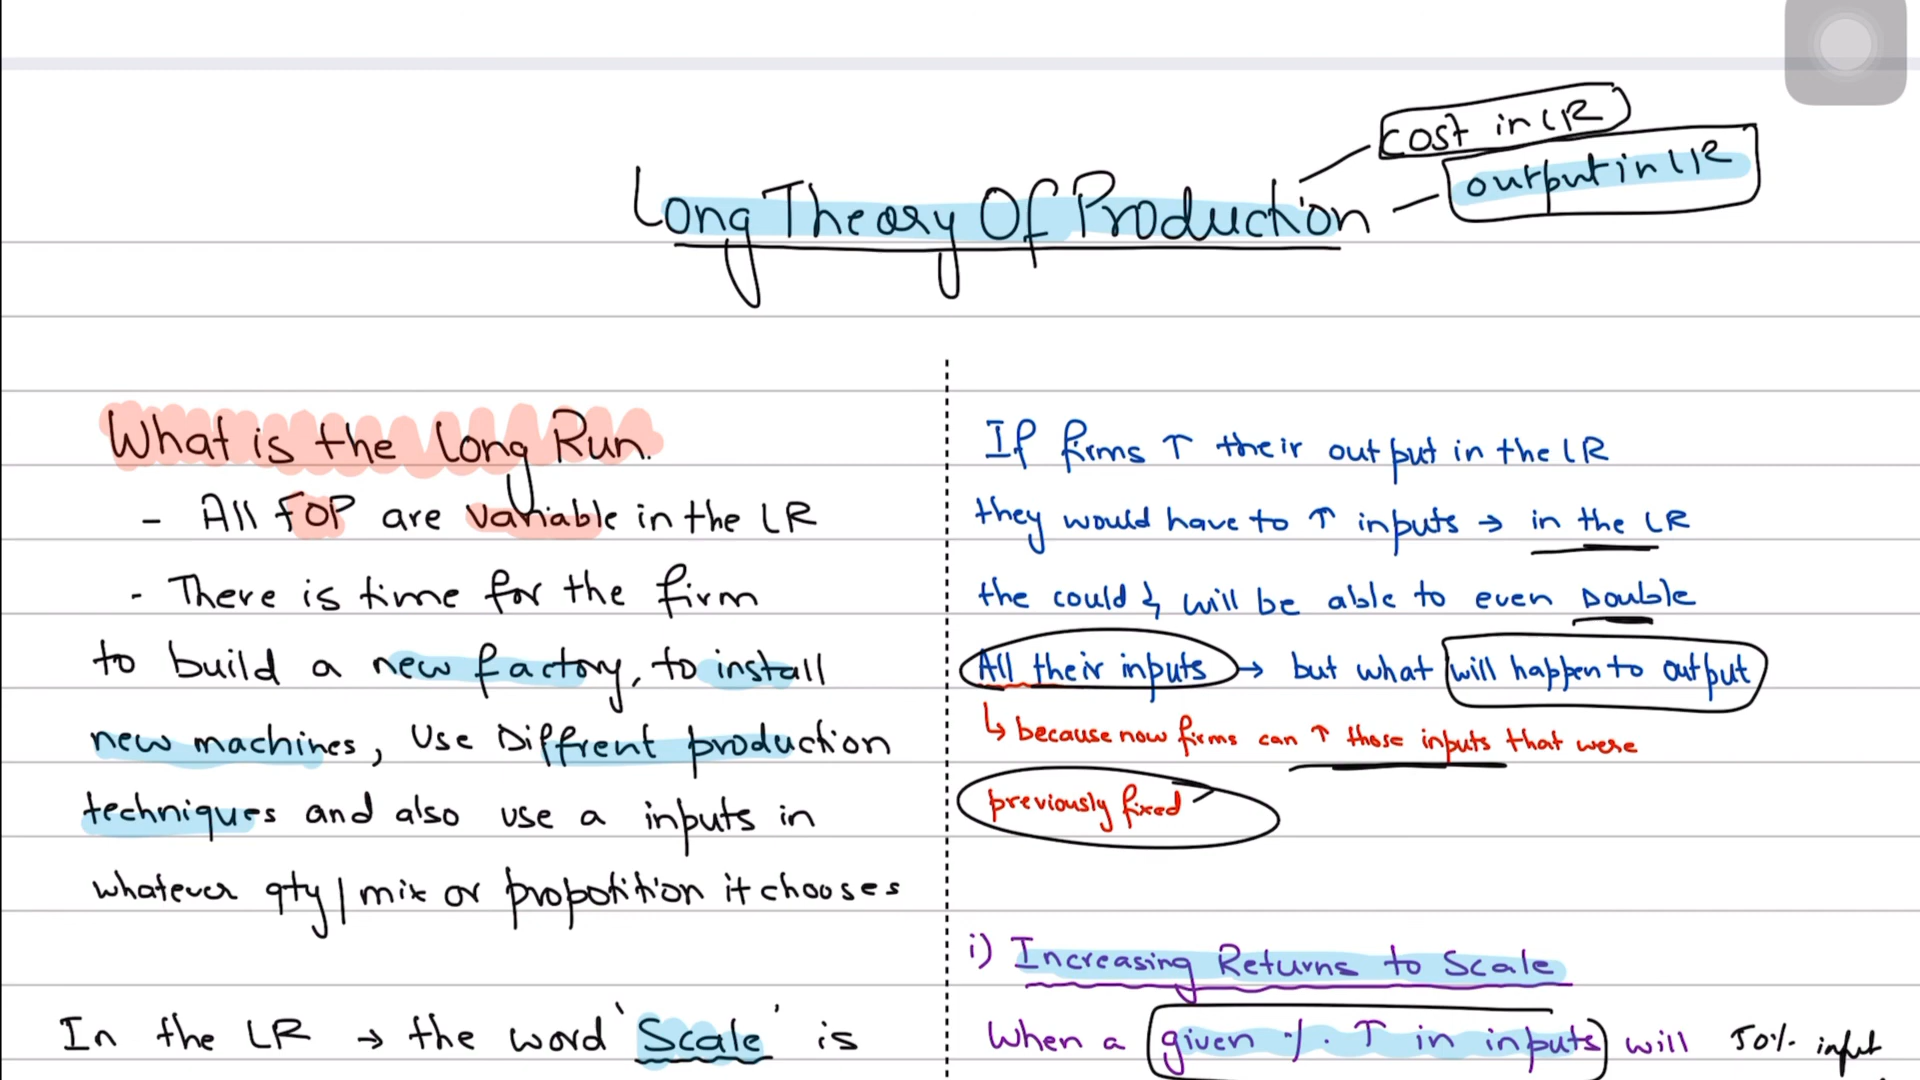 cost in LR
output in LR
Long Theory Of Production
What is the Long Run.
- All FOP are variable in the LR
- There is time for the firm
to build a new factory, to install
new machines, Use Diffrent production
techniques and also use a inputs in
whatever qty/mix or propotition it chooses
In the LR → the word 'Scale' is
If firms ↑ their output in the LR
they would have to ↑ inputs → in the LR
the could & will be able to even Double
All their inputs → but what will happen to output
↳ because now firms can ↑ those inputs that were
previously fixed
i) Increasing Returns to Scale
When a given %. ↑ in inputs will 50% input